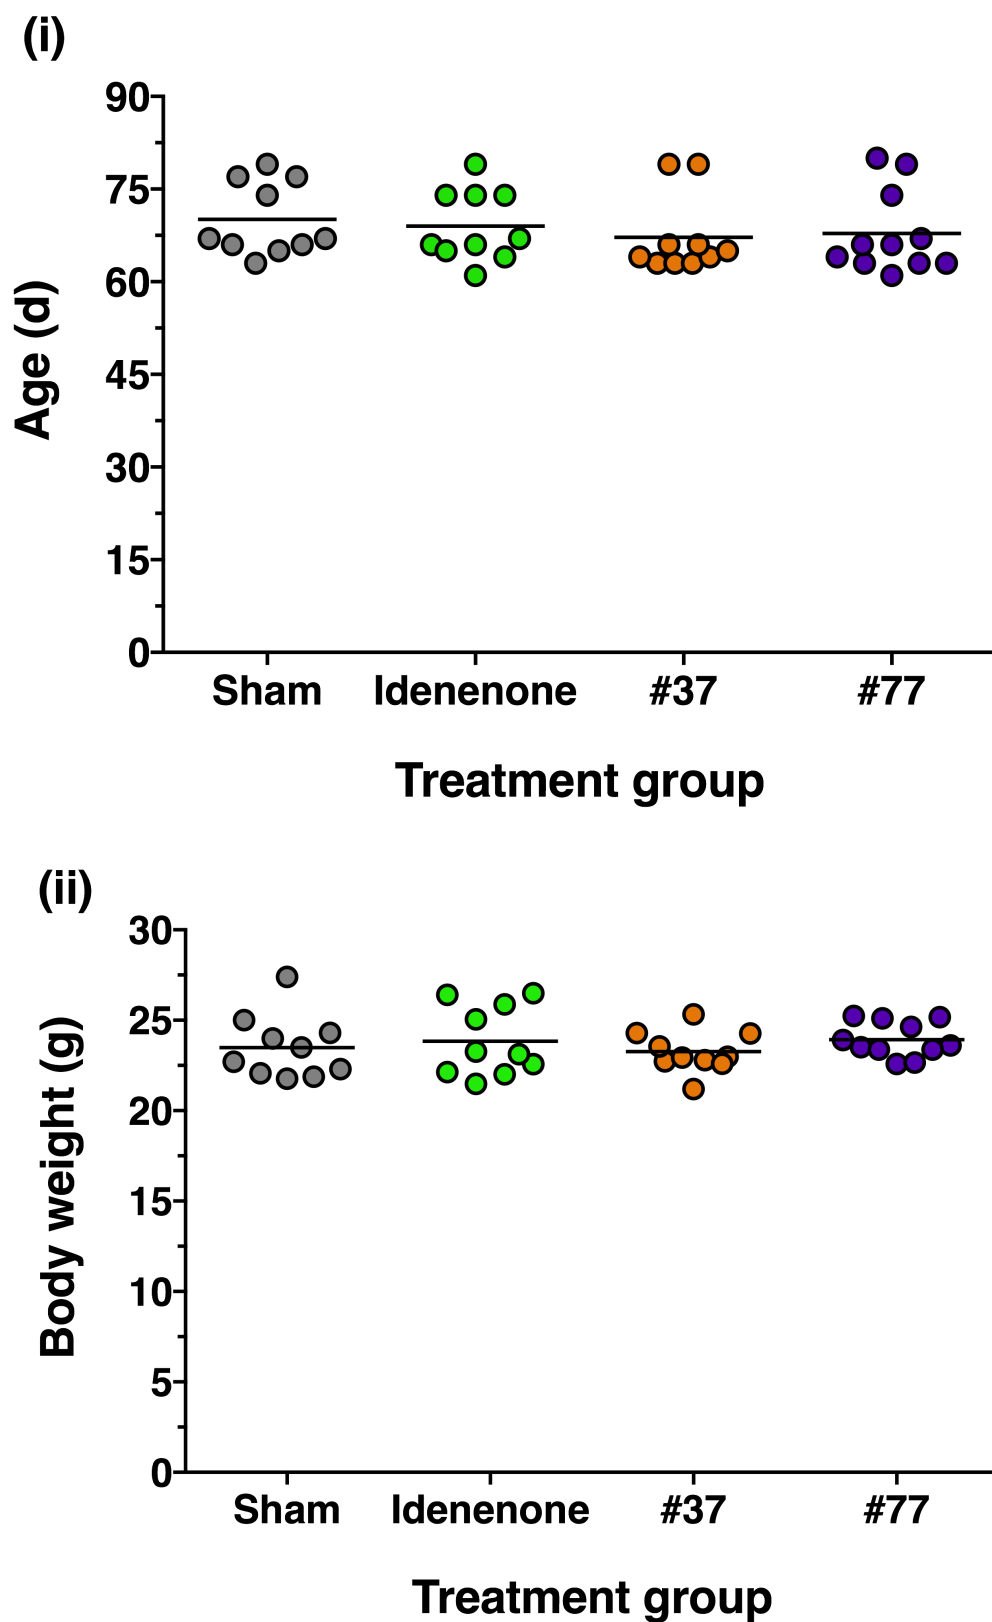 (i)
90
75
60
45
30
15
0
Age (d)
Sham Idenenone #37 #77
Treatment group
(ii)
30
25
20
15
10
5
0
Body weight (g)
Sham Idenenone #37 #77
Treatment group